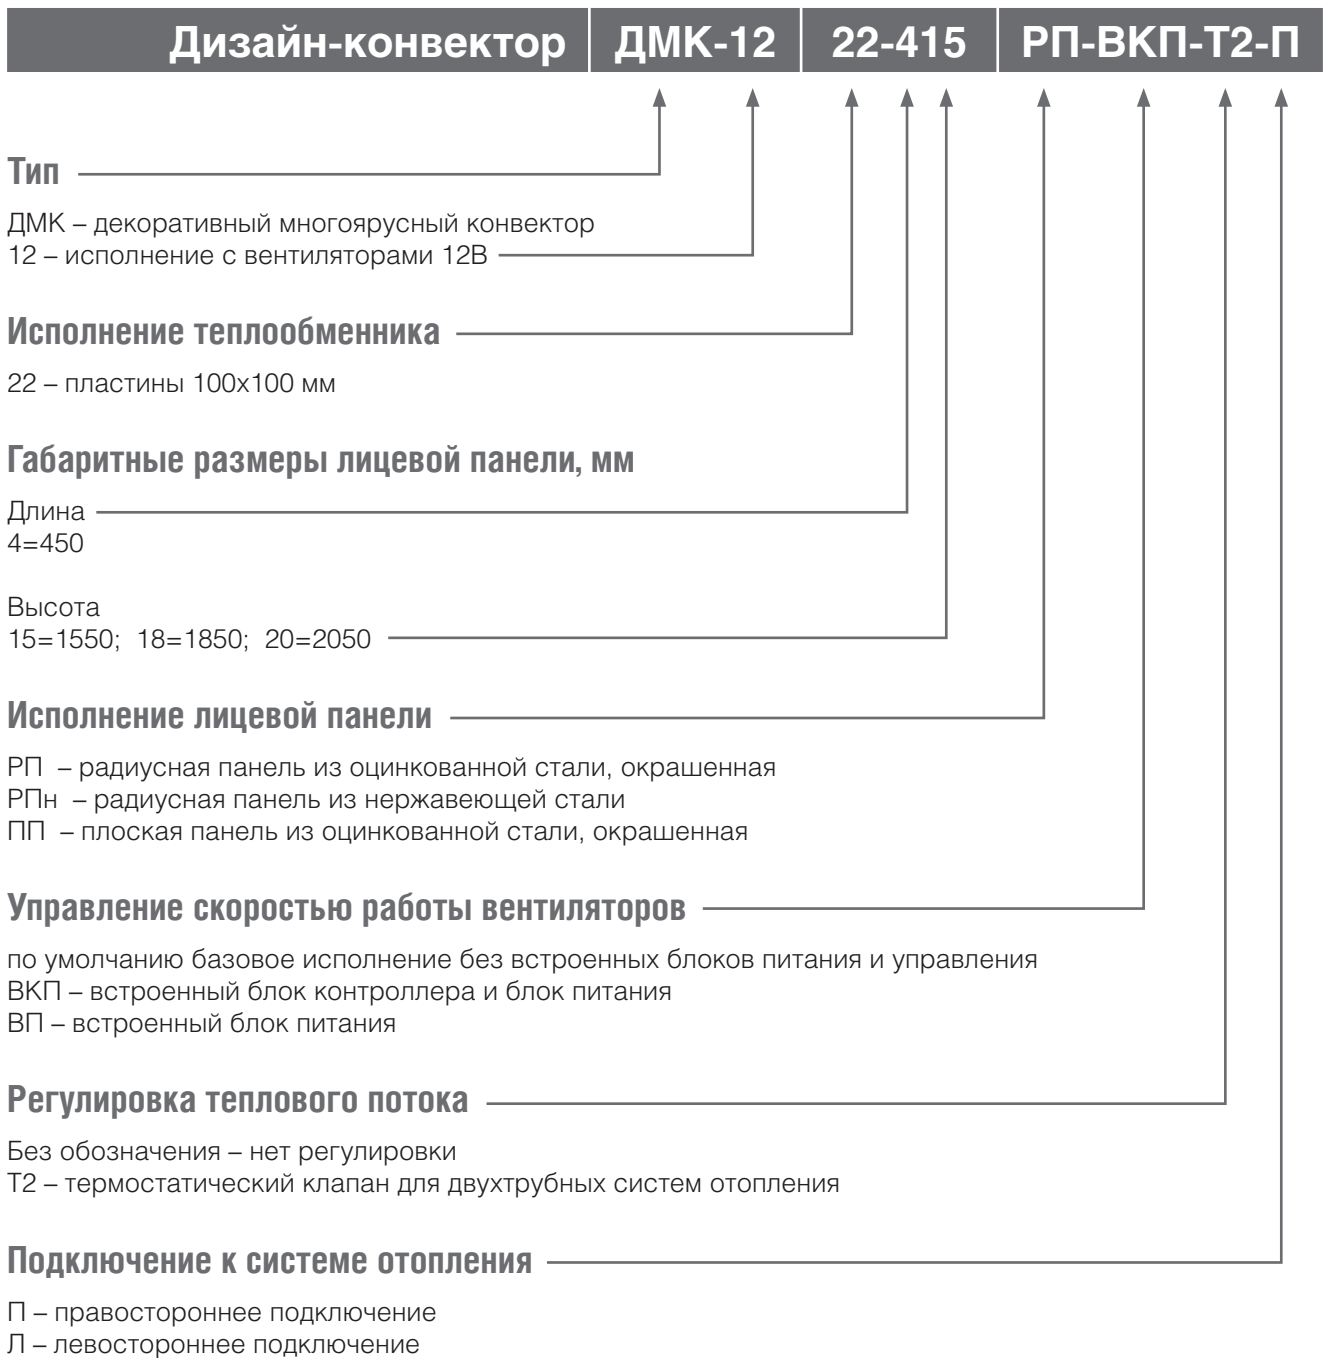 Дизайн-конвектор ДМК-12 22-415 РП-ВКП-Т2-П
Тип
ДМК – декоративный многоярусный конвектор
12 – исполнение с вентиляторами 12В
Исполнение теплообменника
22 – пластины 100х100 мм
Габаритные размеры лицевой панели, мм
Длина
4=450
Высота
15=1550; 18=1850; 20=2050
Исполнение лицевой панели
РП – радиусная панель из оцинкованной стали, окрашенная
РПн – радиусная панель из нержавеющей стали
ПП – плоская панель из оцинкованной стали, окрашенная
Управление скоростью работы вентиляторов
по умолчанию базовое исполнение без встроенных блоков питания и управления
ВКП – встроенный блок контроллера и блок питания
ВП – встроенный блок питания
Регулировка теплового потока
Без обозначения – нет регулировки
Т2 – термостатический клапан для двухтрубных систем отопления
Подключение к системе отопления
П – правостороннее подключение
Л – левостороннее подключение